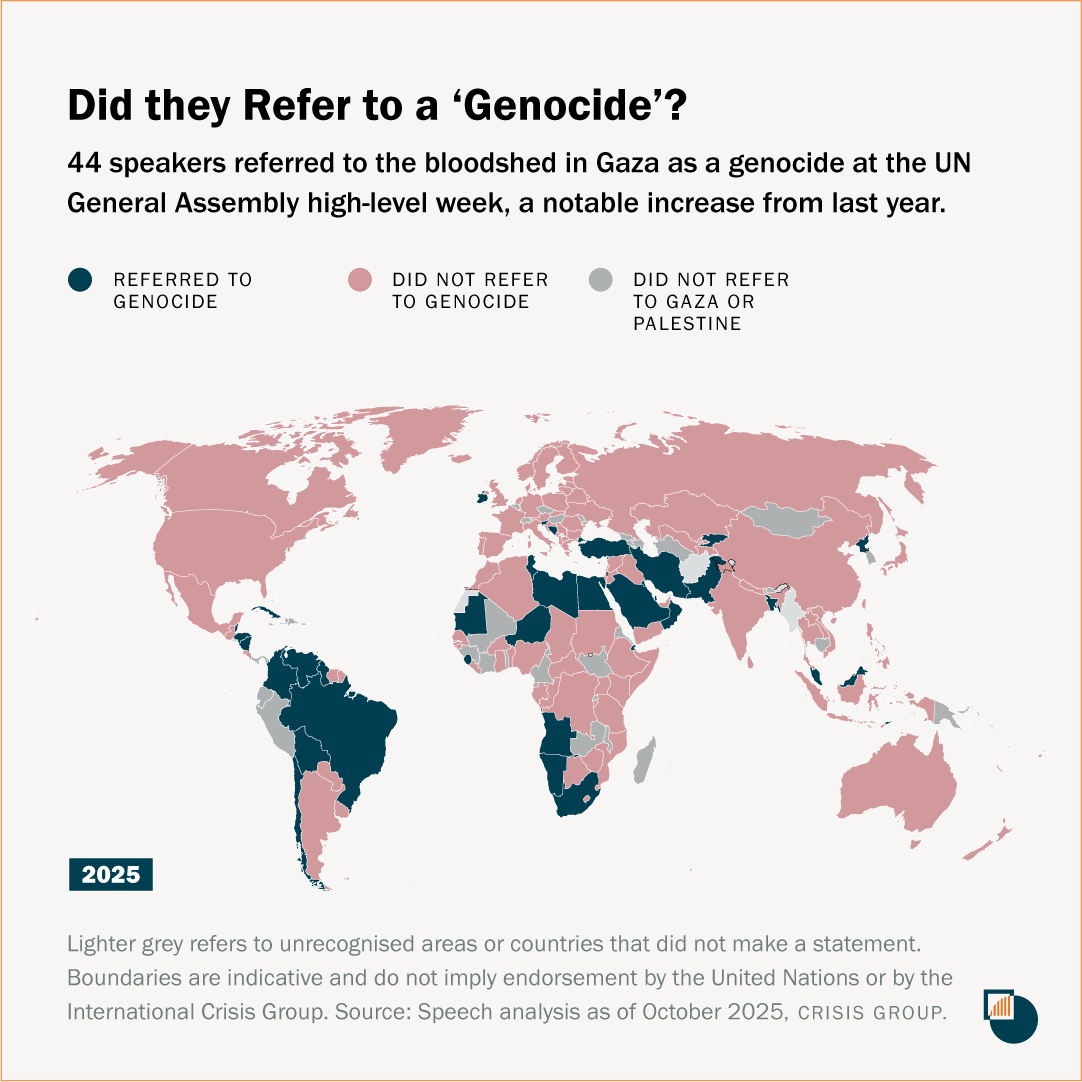 Did they Refer to a ‘Genocide’?
44 speakers referred to the bloodshed in Gaza as a genocide at the UN
General Assembly high-level week, a notable increase from last year.
REFERRED TO
GENOCIDE
DID NOT REFER
TO GENOCIDE
DID NOT REFER
TO GAZA OR
PALESTINE
2025
Lighter grey refers to unrecognised areas or countries that did not make a statement.
Boundaries are indicative and do not imply endorsement by the United Nations or by the
International Crisis Group. Source: Speech analysis as of October 2025, CRISIS GROUP.